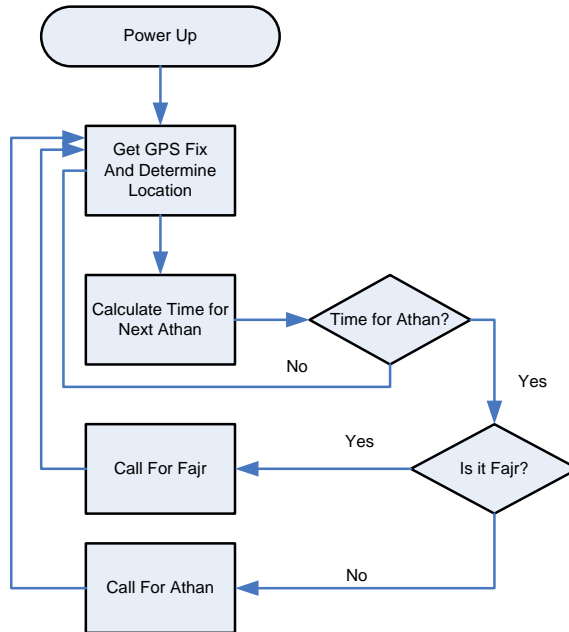 Power Up
Get GPS Fix
And Determine
Location
Calculate Time for
Next Athan
Time for Athan?
No
Yes
Yes
Call For Fajr
Is it Fajr?
No
Call For Athan